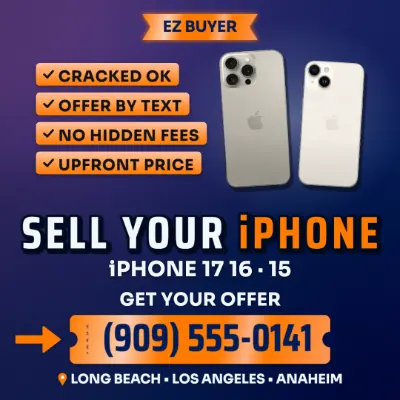 EZ BUYER
✓ CRACKED OK
✓ OFFER BY TEXT
✓ NO HIDDEN FEES
✓ UPFRONT PRICE
SELL YOUR iPHONE
iPHONE 17 16 · 15
GET YOUR OFFER
(909) 555-0141
LONG BEACH • LOS ANGELES • ANAHEIM